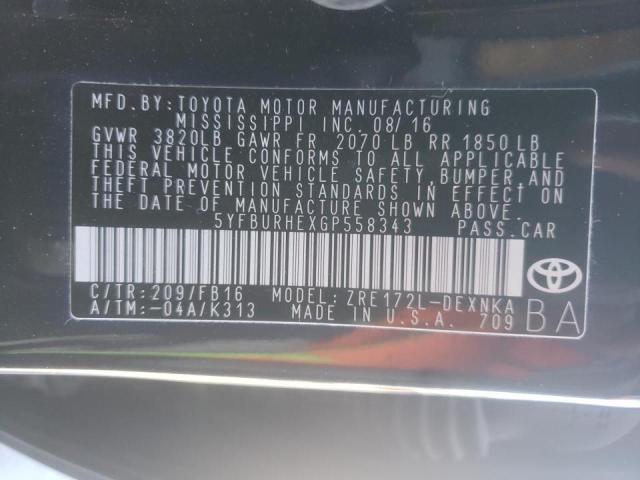 MFD.BY:TOYOTA MOTOR MANUFACTURING
MISSISSIPPI INC. 08/16
GVWR 3820LB GAWR FR 2070 LB RR 1850LB
THIS VEHICLE CONFORMS TO ALL APPLICABLE
FEDERAL MOTOR VEHICLE SAFETY, BUMPER, AND
THEFT PREVENTION STANDARDS IN EFFECT ON
THE DATE OF MANUFACTURE SHOWN ABOVE.
5YFBURHEXGP558343 PASS.CAR
C/TR:209/FB16 MODEL:ZRE172L-DEXNKA
A/TM:-04A/K313 MADE IN U.S.A. 709
BA